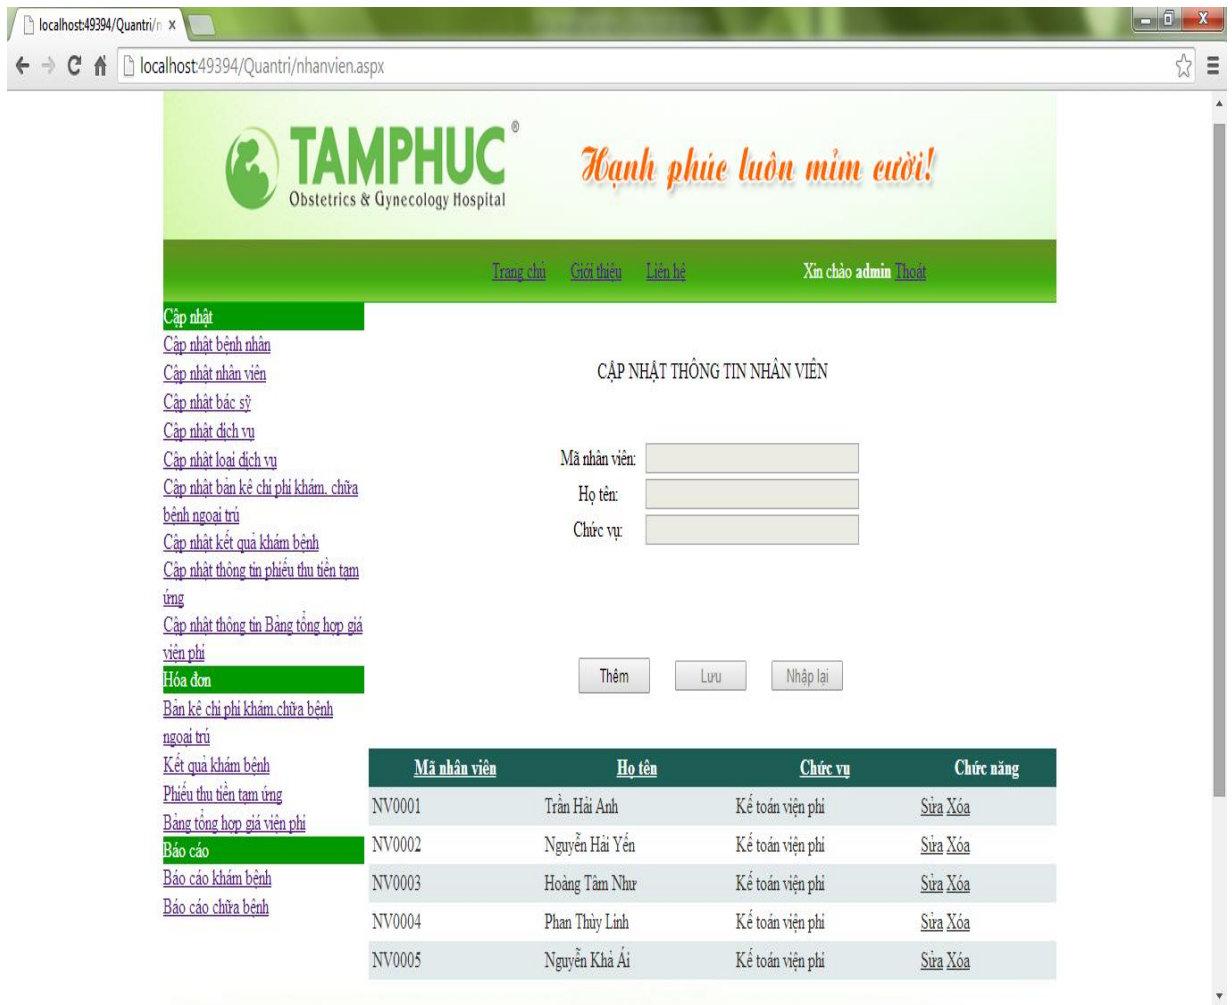 localhost:49394/Quantri/n
localhost:49394/Quantri/nhanvien.aspx
TAMPHUC®
Obstetrics & Gynecology Hospital
Hạnh phúc luôn mỉm cười!
Trang chủ Giới thiệu Liên hệ Xin chào admin Thoát
Cập nhật
Cập nhật bệnh nhân
Cập nhật nhân viên
Cập nhật bác sỹ
Cập nhật dịch vụ
Cập nhật loại dịch vụ
Cập nhật bản kê chi phí khám, chữa
bệnh ngoại trú
Cập nhật kết quả khám bệnh
Cập nhật thông tin phiếu thu tiền tạm
ứng
Cập nhật thông tin Bảng tổng hợp giá
viện phí
Hóa đơn
Bản kê chi phí khám,chữa bệnh
ngoại trú
Kết quả khám bệnh
Phiếu thu tiền tạm ứng
Bảng tổng hợp giá viện phí
Báo cáo
Báo cáo khám bệnh
Báo cáo chữa bệnh
CẬP NHẬT THÔNG TIN NHÂN VIÊN
Mã nhân viên:
Họ tên:
Chức vụ:
Thêm Lưu Nhập lại
Mã nhân viên Họ tên Chức vụ Chức năng
NV0001 Trần Hải Anh Kế toán viện phí Sửa Xóa
NV0002 Nguyễn Hải Yến Kế toán viện phí Sửa Xóa
NV0003 Hoàng Tâm Như Kế toán viện phí Sửa Xóa
NV0004 Phan Thùy Linh Kế toán viện phí Sửa Xóa
NV0005 Nguyễn Khả Ái Kế toán viện phí Sửa Xóa